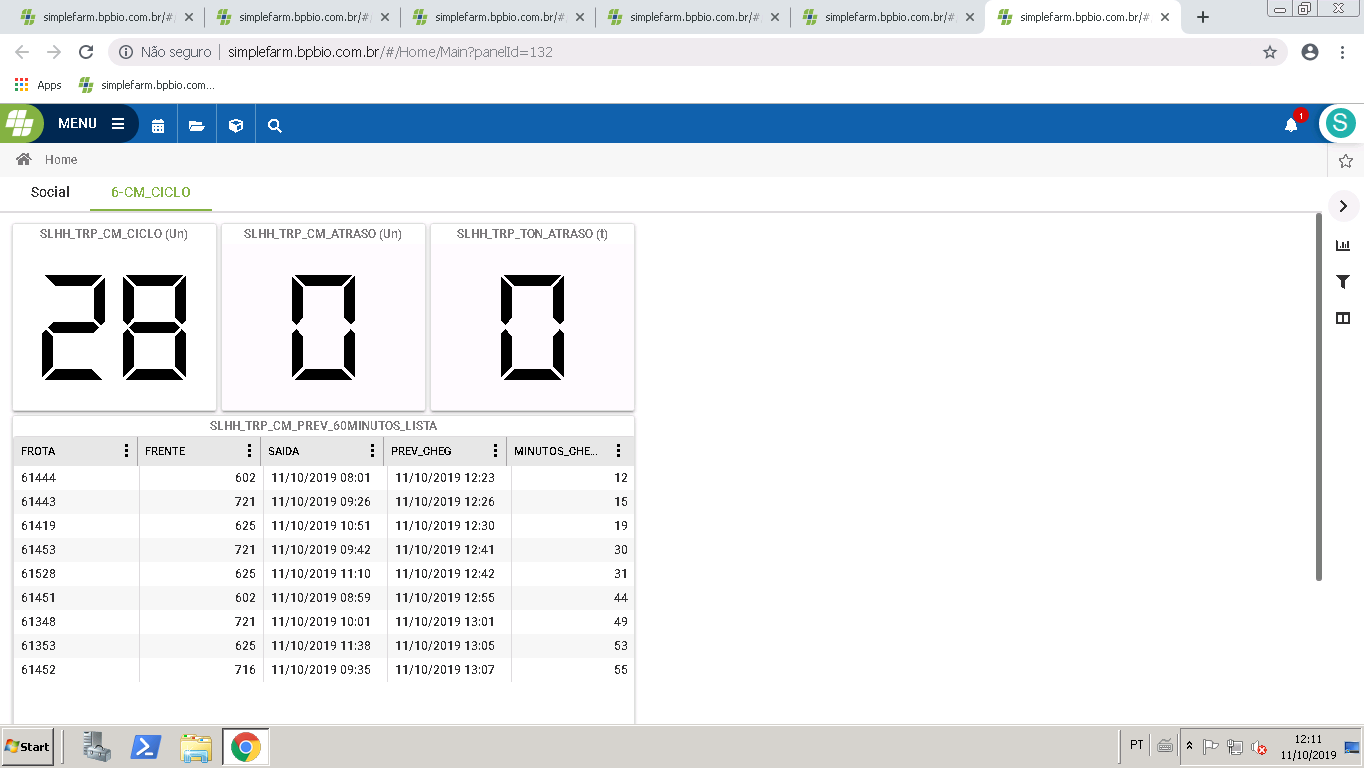 simplefarm.bpbio.com.br/#/ simplefarm.bpbio.com.br/# simplefarm.bpbio.com.br/# simplefarm.bpbio.com.br/# simplefarm.bpbio.com.br/# simplefarm.bpbio.com.br/#
Não seguro | simplefarm.bpbio.com.br/#/Home/Main?panelId=132
Apps simplefarm.bpbio.com...
MENU 1 S
Home
Social 6-CM_CICLO
SLHH_TRP_CM_CICLO (Un) SLHH_TRP_CM_ATRASO (Un) SLHH_TRP_TON_ATRASO (t)
28 0 0
SLHH_TRP_CM_PREV_60MINUTOS_LISTA
FROTA FRENTE SAIDA PREV_CHEG MINUTOS_CHE...
61444 602 11/10/2019 08:01 11/10/2019 12:23 12
61443 721 11/10/2019 09:26 11/10/2019 12:26 15
61419 625 11/10/2019 10:51 11/10/2019 12:30 19
61453 721 11/10/2019 09:42 11/10/2019 12:41 30
61528 625 11/10/2019 11:10 11/10/2019 12:42 31
61451 602 11/10/2019 08:59 11/10/2019 12:55 44
61348 721 11/10/2019 10:01 11/10/2019 13:01 49
61353 625 11/10/2019 11:38 11/10/2019 13:05 53
61452 716 11/10/2019 09:35 11/10/2019 13:07 55
Start PT 12:11
11/10/2019